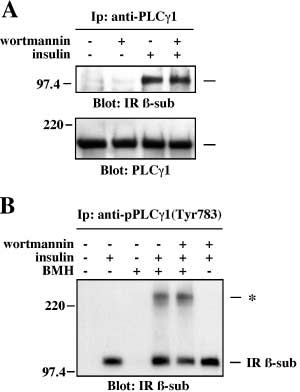 A
Ip: anti-PLCγ1
wortmannin - + - +
insulin - - + +
97.4
Blot: IR ß-sub
220
Blot: PLCγ1
B
Ip: anti-pPLCγ1(Tyr783)
wortmannin - - - - + +
insulin - + - + + +
BMH - - + + + -
*
220
IR ß-sub
97.4
Blot: IR ß-sub